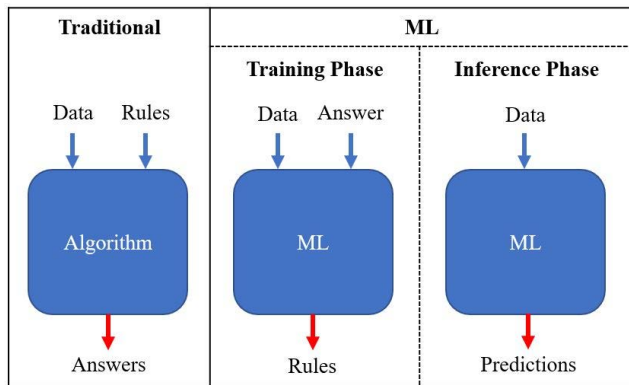 Traditional
ML
Training Phase
Inference Phase
Data
Rules
Data
Answer
Data
Algorithm
ML
ML
Answers
Rules
Predictions